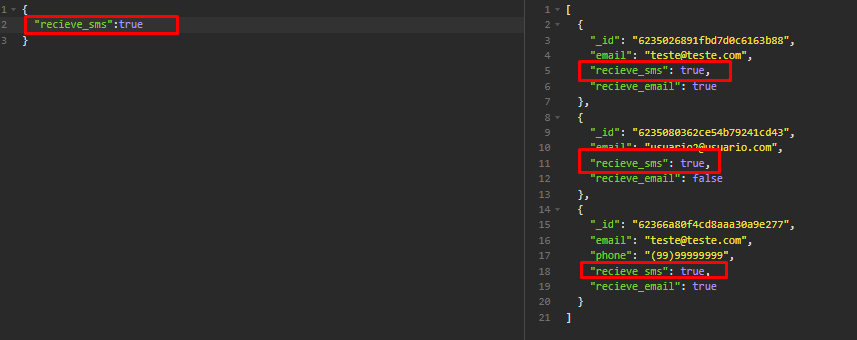 1 {
2 "recieve_sms":true
3 }
1 [
2 {
3 "_id": "6235026891fbd7d0c6163b88",
4 "email": "teste@teste.com",
5 "recieve_sms": true,
6 "recieve_email": true
7 },
8 {
9 "_id": "6235080362ce54b79241cd43",
10 "email": "usuario2@usuario.com",
11 "recieve_sms": true,
12 "recieve_email": false
13 },
14 {
15 "_id": "62366a80f4cd8aaa30a9e277",
16 "email": "teste@teste.com",
17 "phone": "(99)99999999",
18 "recieve_sms": true,
19 "recieve_email": true
20 }
21 ]